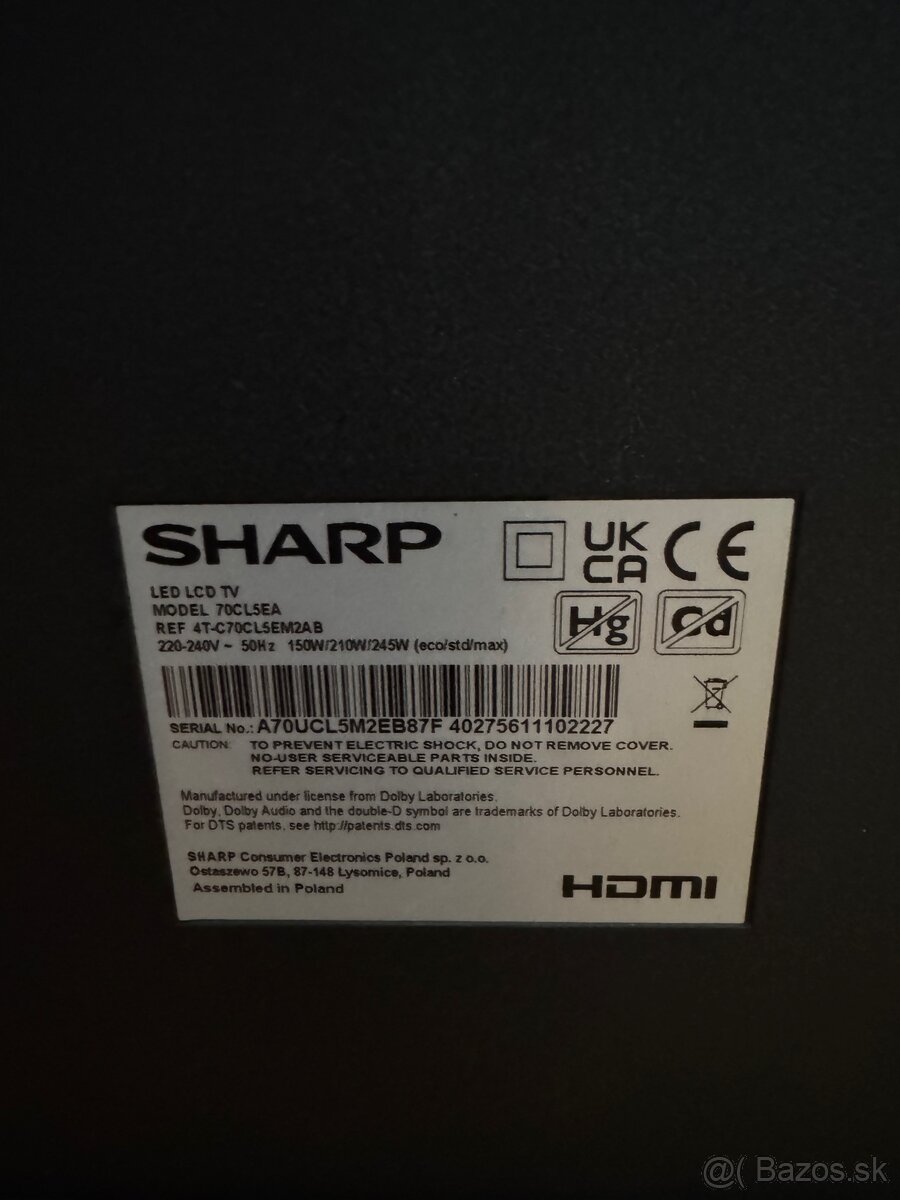 SHARP
UK
CA
CE
LED LCD TV
MODEL 70CL5EA
REF 4T-C70CL5EM2AB
220-240V ~ 50Hz 150W/210W/245W (eco/std/max)
Hg
Cd
SERIAL No.: A70UCL5M2EB87F 40275611102227
CAUTION: TO PREVENT ELECTRIC SHOCK, DO NOT REMOVE COVER.
NO-USER SERVICEABLE PARTS INSIDE.
REFER SERVICING TO QUALIFIED SERVICE PERSONNEL.
Manufactured under license from Dolby Laboratories.
Dolby, Dolby Audio and the double-D symbol are trademarks of Dolby Laboratories.
For DTS patents, see http://patents.dts.com
SHARP Consumer Electronics Poland sp. z o.o.
Ostaszewo 57B, 87-148 Łysomice, Poland
Assembled in Poland
HDMI
@( Bazos.sk